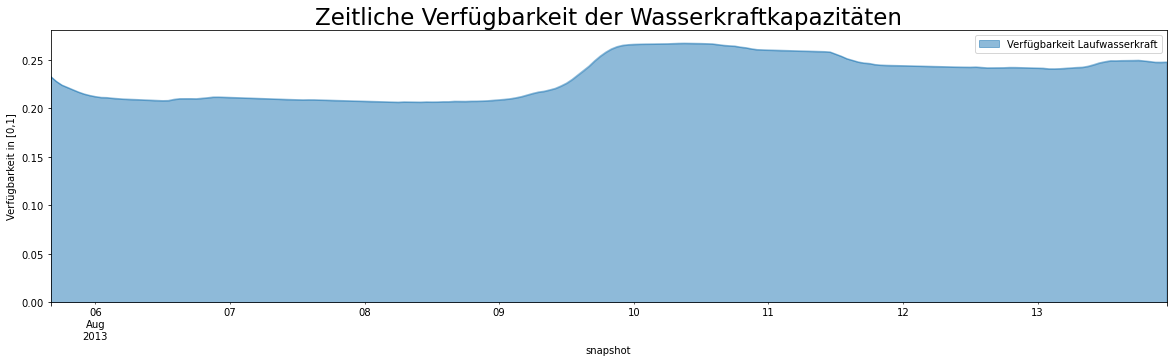 Zeitliche Verfügbarkeit der Wasserkraftkapazitäten
Verfügbarkeit Laufwasserkraft
Verfügbarkeit in [0,1]
0.25
0.20
0.15
0.10
0.05
0.00
06 07 08 09 10 11 12 13
Aug
2013
snapshot